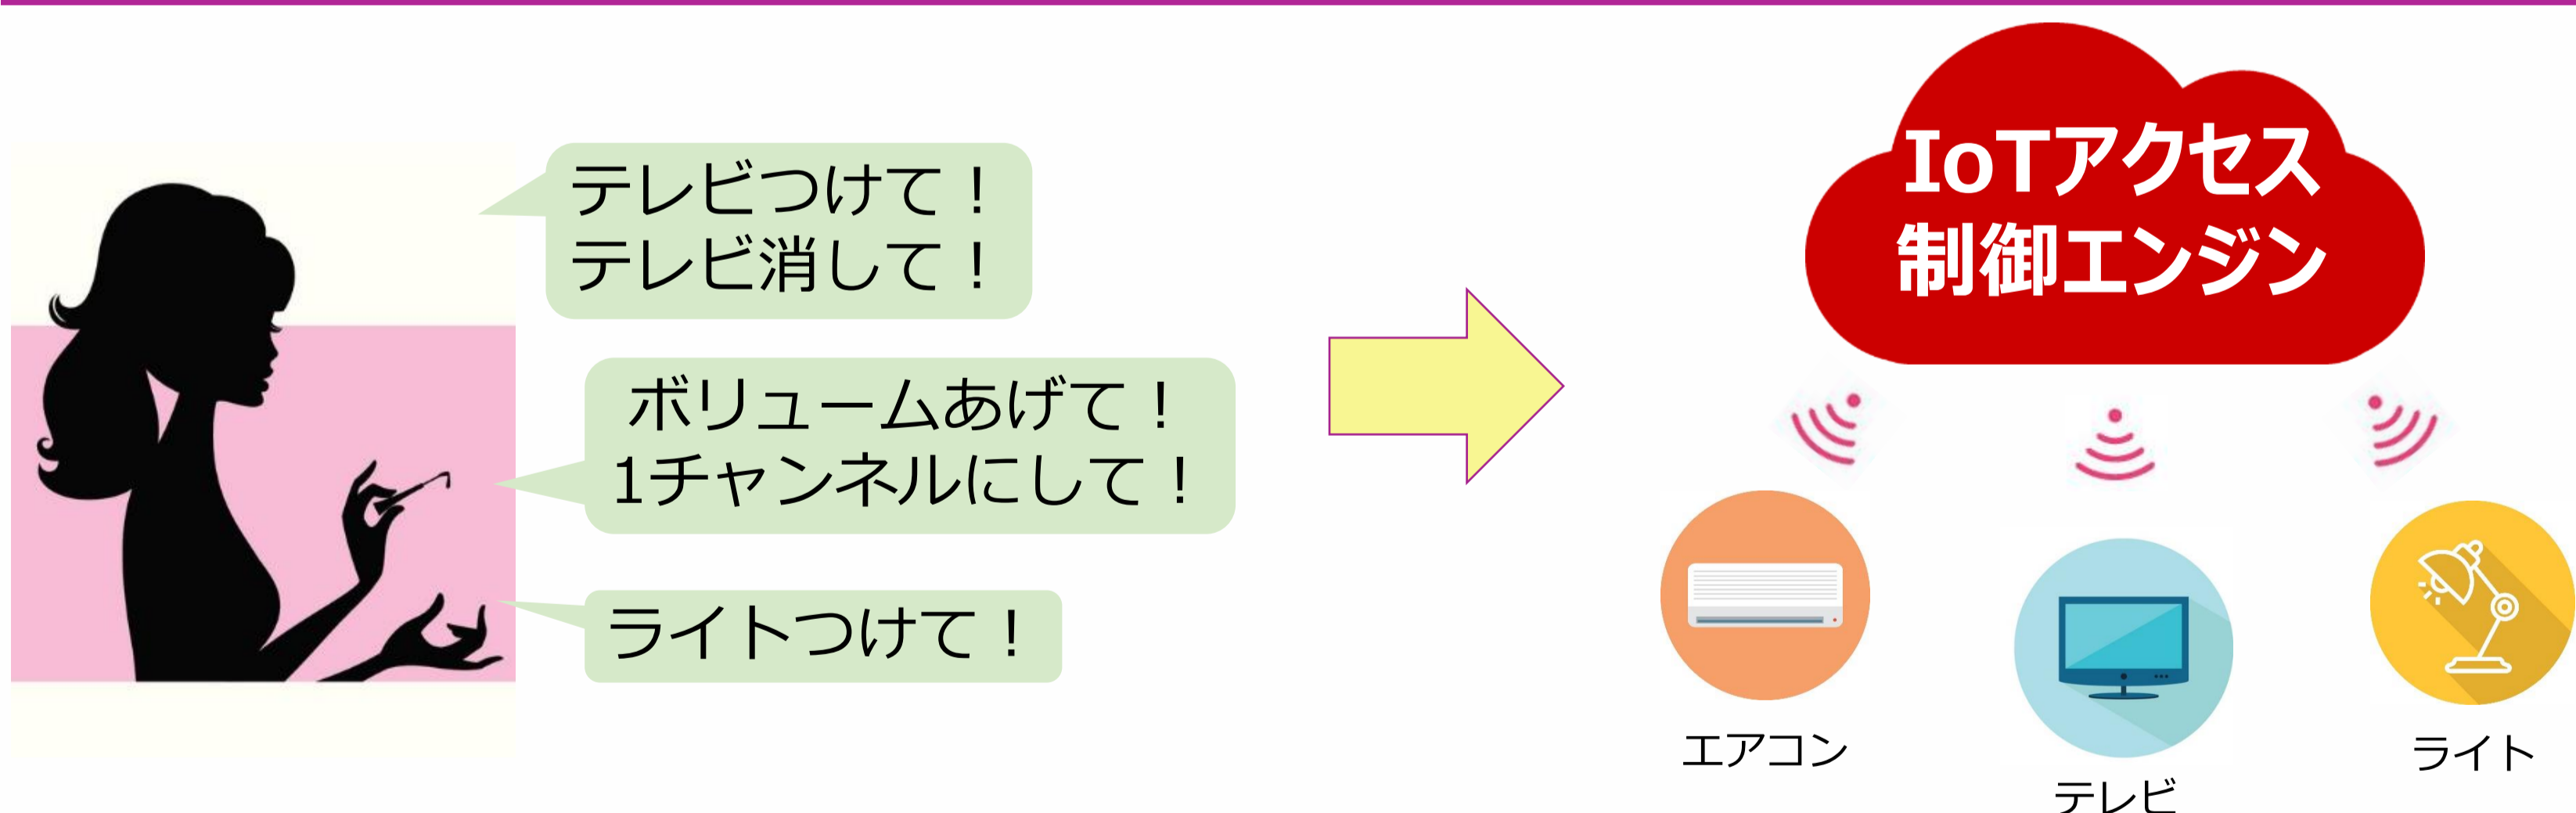 テレビつけて！
テレビ消して！
ボリュームあげて！
1チャンネルにして！
ライトつけて！
IoTアクセス
制御エンジン
エアコン
テレビ
ライト